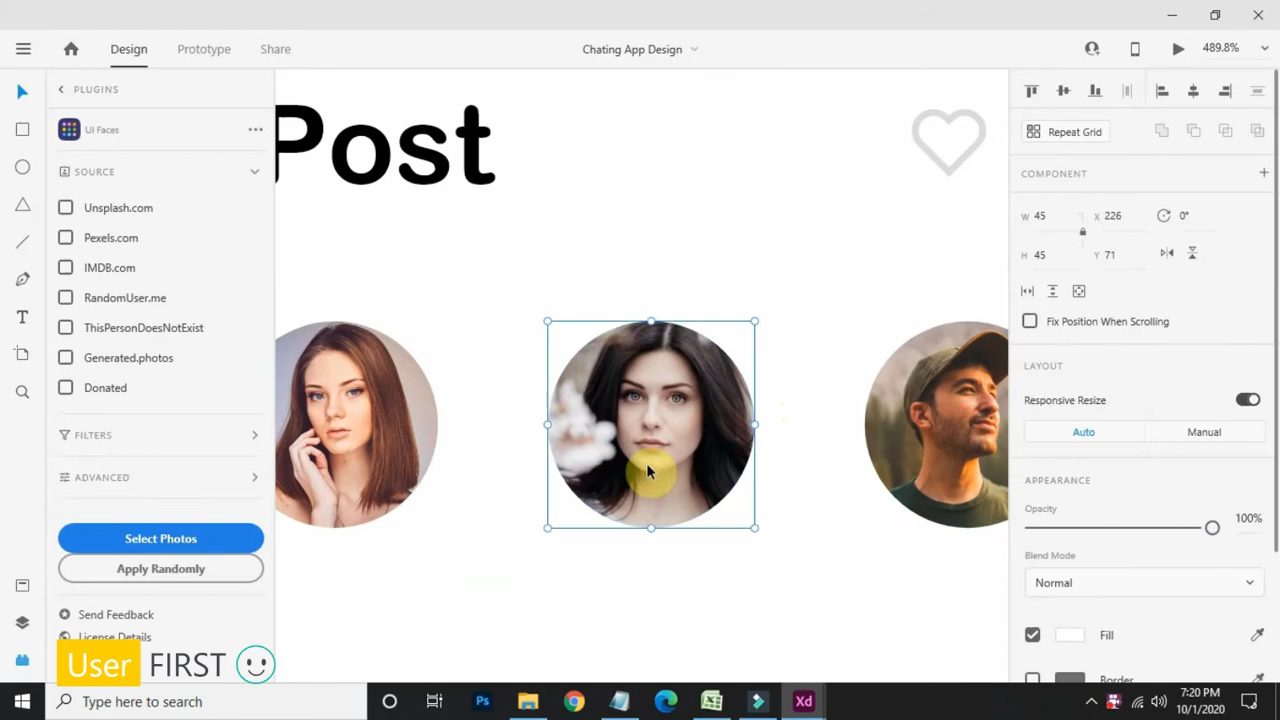 Design
Prototype
Share
Chating App Design
489.8%
PLUGINS
UI Faces
SOURCE
Unsplash.com
Pexels.com
IMDB.com
RandomUser.me
ThisPersonDoesNotExist
Generated.photos
Donated
FILTERS
ADVANCED
Select Photos
Apply Randomly
Send Feedback
License Details
User FIRST
Post
Repeat Grid
COMPONENT
W 45 X 226 0°
H 45 Y 71
Fix Position When Scrolling
LAYOUT
Responsive Resize
Auto Manual
APPEARANCE
Opacity
100%
Blend Mode
Normal
Fill
Border
Type here to search
Ps
Xd
7:20 PM
10/1/2020